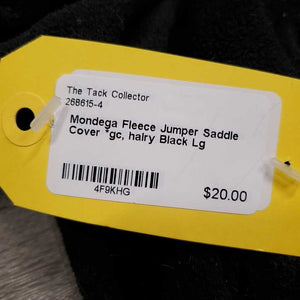 The Tack Collector
268615-4
Mondega Fleece Jumper Saddle
Cover *gc, hairy Black Lg
4F9KHG
$20.00